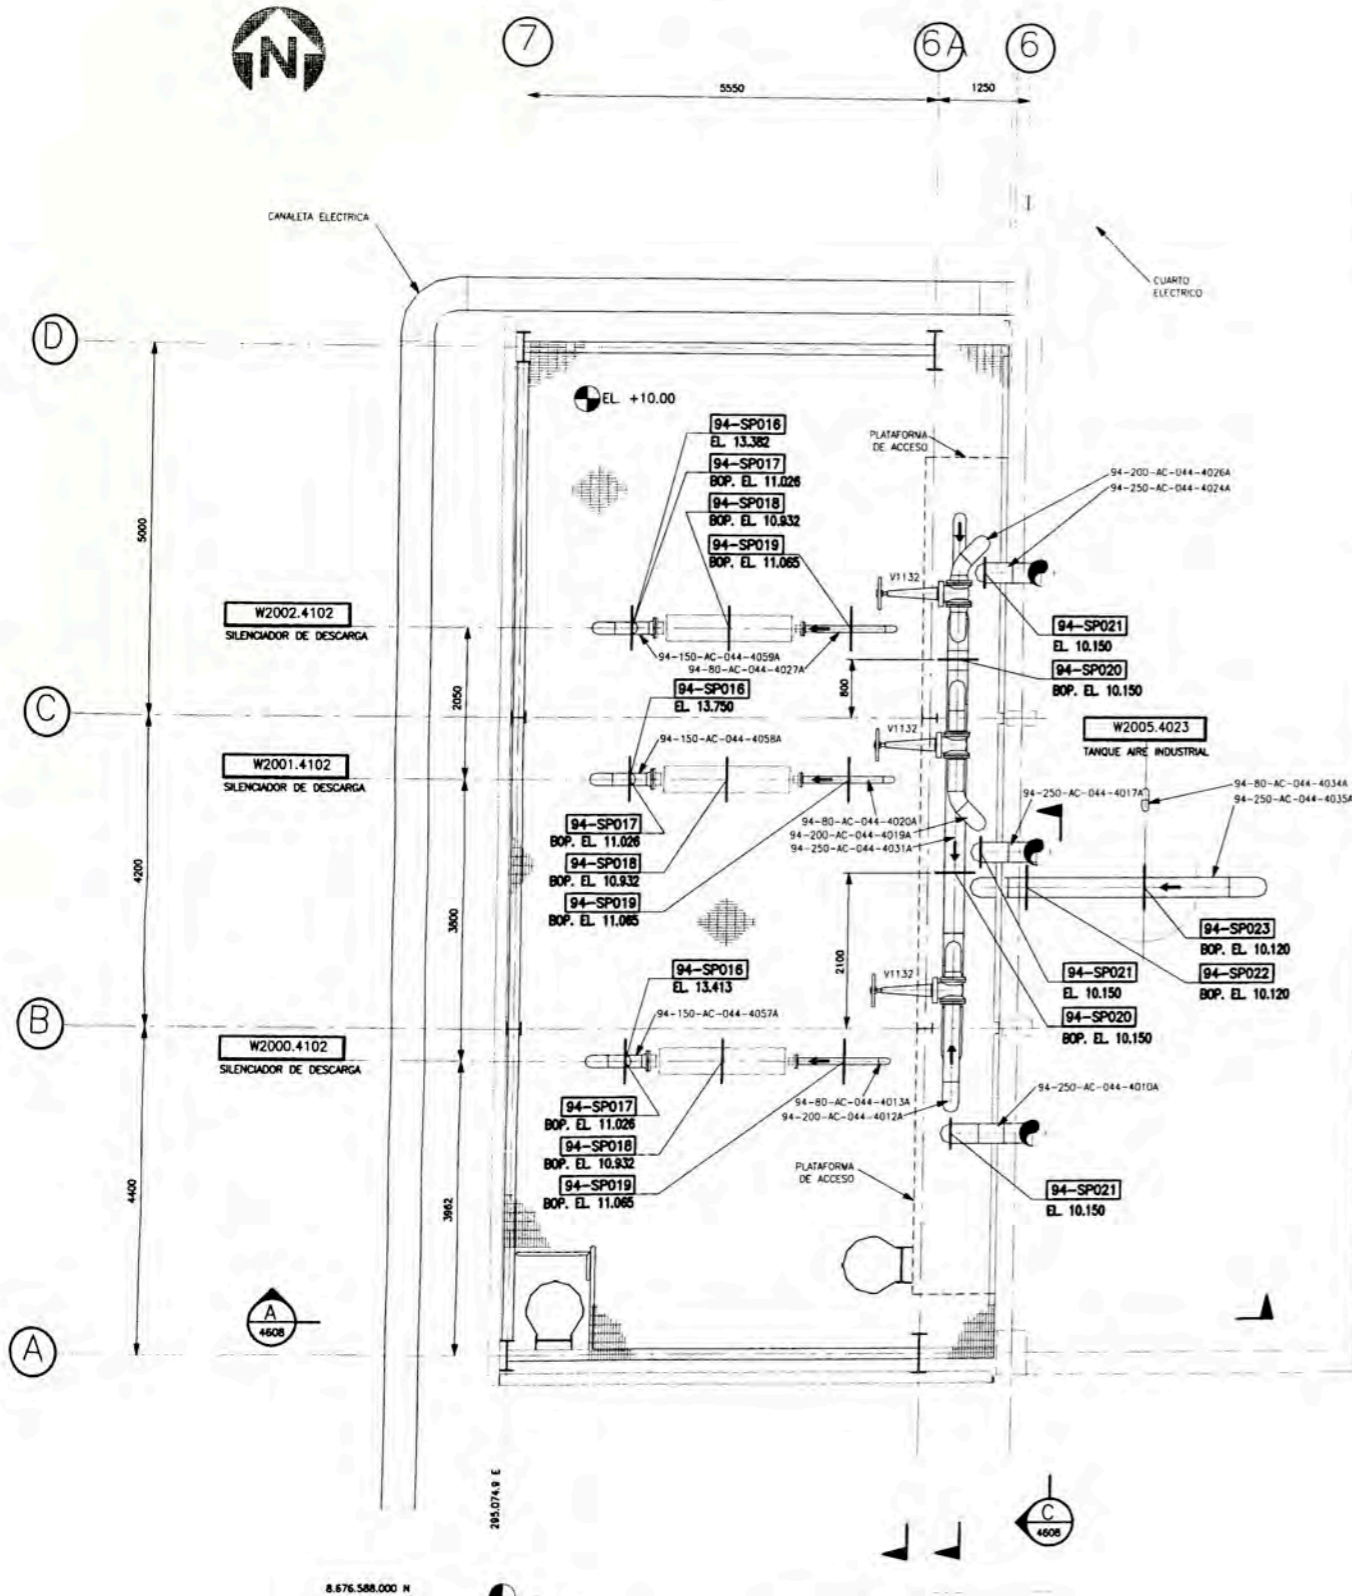 N
7
6A
6
5550
1250
CANALETA ELECTRICA
CUARTO
ELECTRICO
D
EL. +10.00
94-SP016
EL. 13.382
94-SP017
BOP. EL. 11.026
94-SP018
BOP. EL. 10.932
94-SP019
BOP. EL. 11.065
PLATAFORMA
DE ACCESO
94-200-AC-044-4026A
94-250-AC-044-4024A
5000
V1132
W2002.4102
SILENCIADOR DE DESCARGA
94-SP021
EL. 10.150
94-SP020
BOP. EL. 10.150
94-150-AC-044-4059A
94-80-AC-044-4027A
2050
800
94-SP016
EL. 13.750
C
V1132
W2005.4023
TANQUE AIRE INDUSTRIAL
94-150-AC-044-4058A
W2001.4102
SILENCIADOR DE DESCARGA
94-250-AC-044-4017A
94-80-AC-044-4034A
94-250-AC-044-4035A
94-SP017
BOP. EL. 11.026
94-SP018
BOP. EL. 10.932
94-SP019
BOP. EL. 11.065
94-80-AC-044-4020A
94-200-AC-044-4019A
94-250-AC-044-4031A
4200
3800
2100
94-SP023
BOP. EL. 10.120
94-SP022
BOP. EL. 10.120
94-SP016
EL. 13.413
V1132
94-SP021
EL. 10.150
94-SP020
BOP. EL. 10.150
B
94-150-AC-044-4057A
W2000.4102
SILENCIADOR DE DESCARGA
94-SP017
BOP. EL. 11.026
94-SP018
BOP. EL. 10.932
94-SP019
BOP. EL. 11.065
94-80-AC-044-4013A
94-200-AC-044-4012A
94-250-AC-044-4010A
PLATAFORMA
DE ACCESO
94-SP021
EL. 10.150
4400
3962
A
4608
A
295.074.9 E
C
4608
8.676.588.000 N